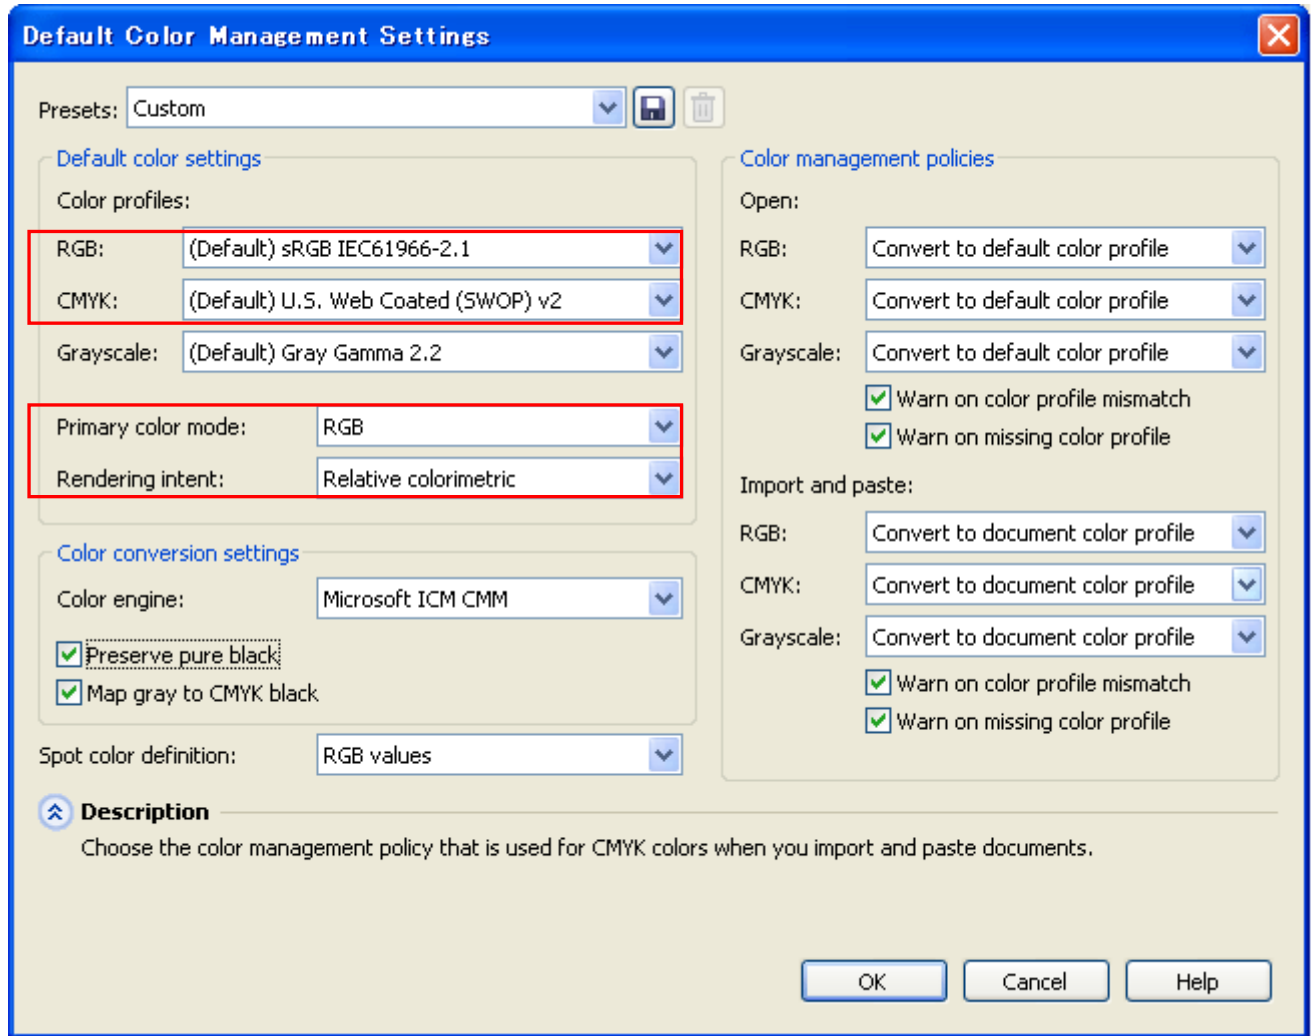 Default Color Management Settings
Presets: Custom
Default color settings
Color profiles:
RGB: (Default) sRGB IEC61966-2.1
CMYK: (Default) U.S. Web Coated (SWOP) v2
Grayscale: (Default) Gray Gamma 2.2
Primary color mode: RGB
Rendering intent: Relative colorimetric
Color conversion settings
Color engine: Microsoft ICM CMM
Preserve pure black
Map gray to CMYK black
Spot color definition: RGB values
Color management policies
Open:
RGB: Convert to default color profile
CMYK: Convert to default color profile
Grayscale: Convert to default color profile
Warn on color profile mismatch
Warn on missing color profile
Import and paste:
RGB: Convert to document color profile
CMYK: Convert to document color profile
Grayscale: Convert to document color profile
Warn on color profile mismatch
Warn on missing color profile
Description
Choose the color management policy that is used for CMYK colors when you import and paste documents.
OK Cancel Help